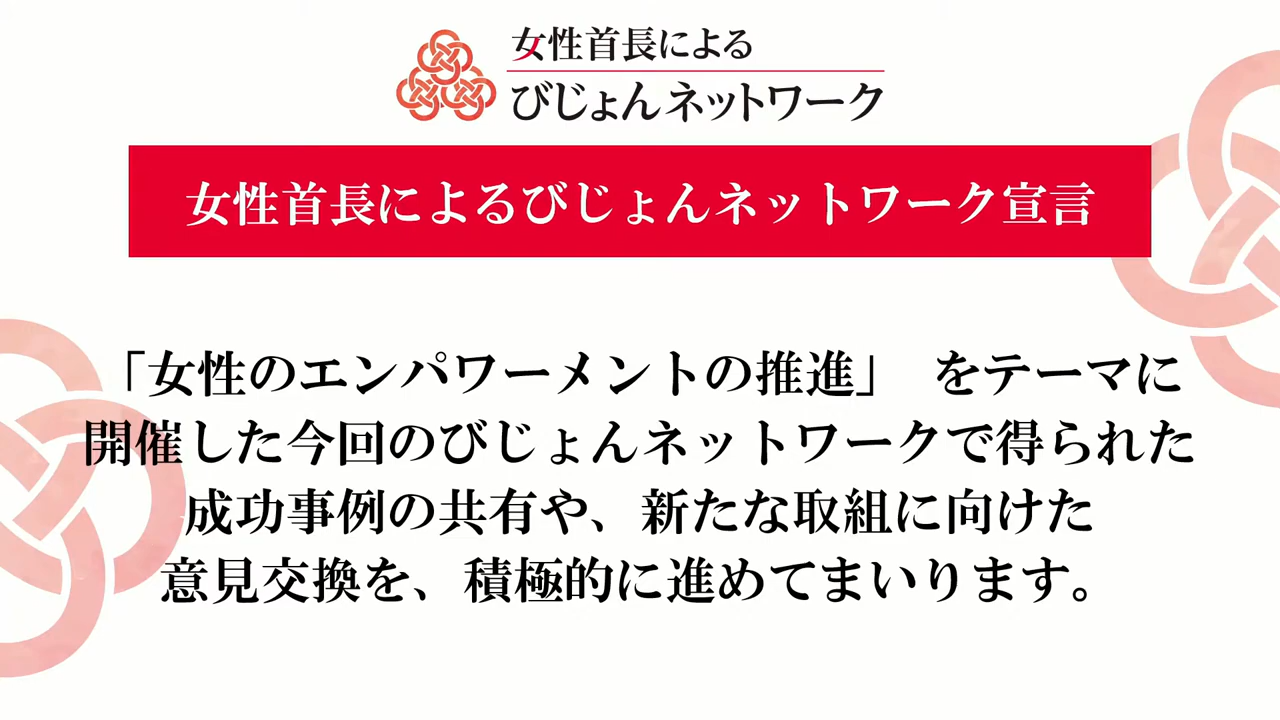 女性首長による
びじょんネットワーク
女性首長によるびじょんネットワーク宣言
「女性のエンパワーメントの推進」 をテーマに
開催した今回のびじょんネットワークで得られた
成功事例の共有や、新たな取組に向けた
意見交換を、積極的に進めてまいります。